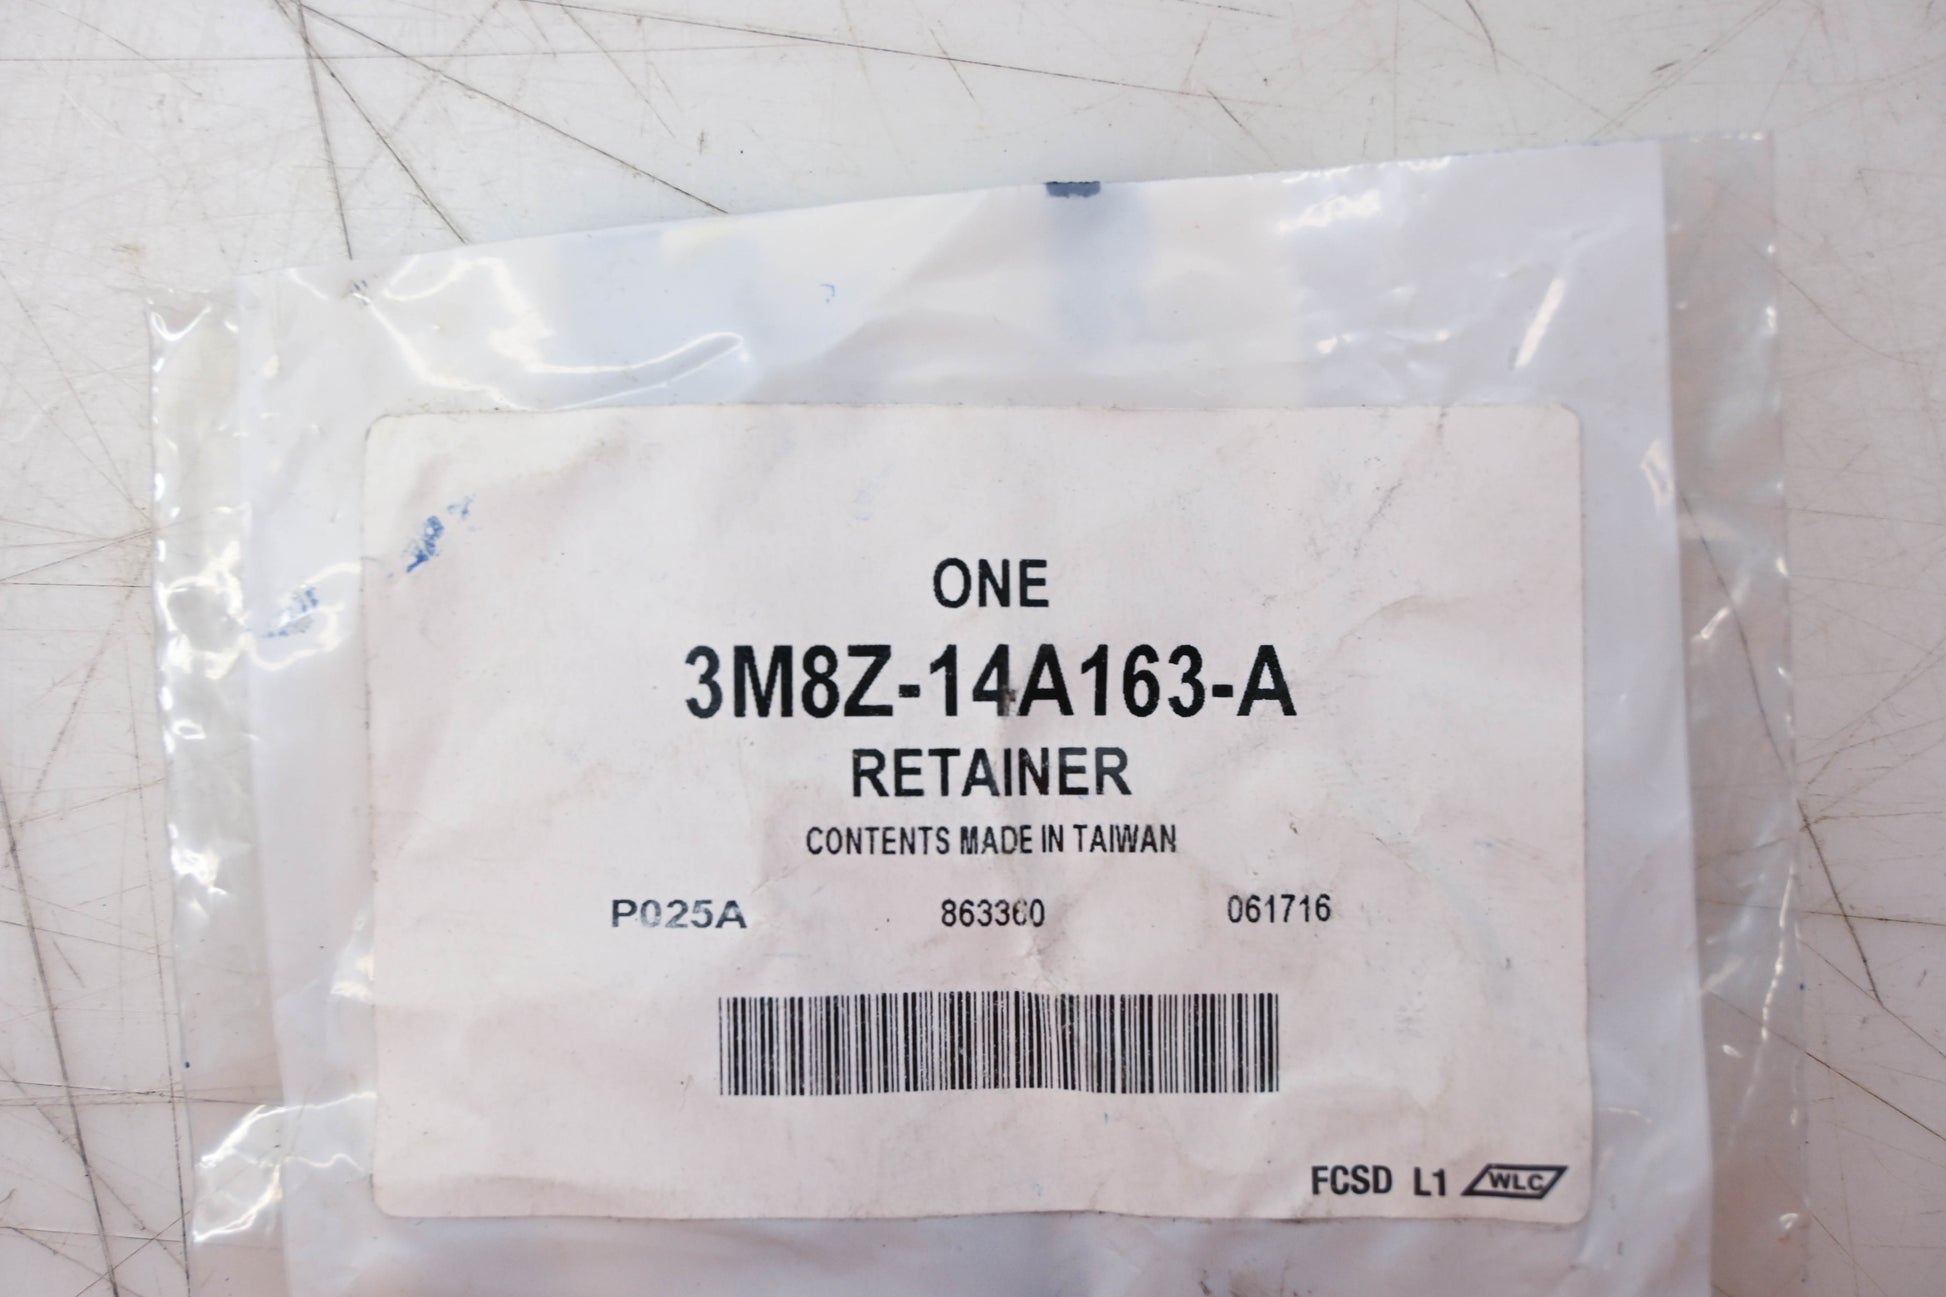 ONE
3M8Z-14A163-A
RETAINER
CONTENTS MADE IN TAIWAN
P025A 863360 061716
FCSD L1 WLC